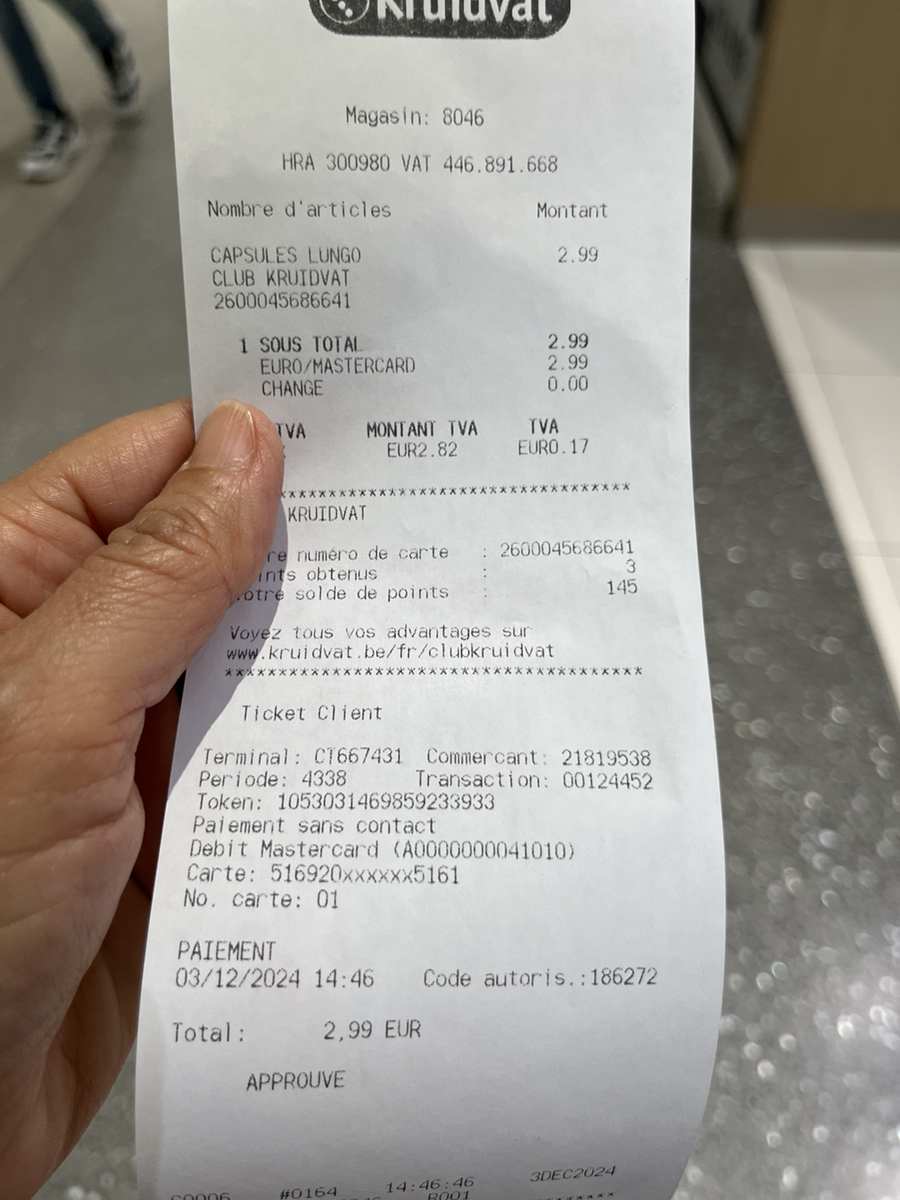 Kruidvat
Magasin: 8046
HRA 300980 VAT 446.891.668
Nombre d'articles Montant
CAPSULES LUNGO 2.99
CLUB KRUIDVAT
2600045686641
1 SOUS TOTAL 2.99
EURO/MASTERCARD 2.99
CHANGE 0.00
TVA MONTANT TVA TVA
EUR2.82 EUR0.17
*************************************
KRUIDVAT
re numéro de carte : 2600045686641
ints obtenus : 3
otre solde de points : 145
Voyez tous vos advantages sur
www.kruidvat.be/fr/clubkruidvat
****************************************
Ticket Client
Terminal: CT667431 Commercant: 21819538
Periode: 4338 Transaction: 00124452
Token: 1053031469859233933
Paiement sans contact
Debit Mastercard (A0000000041010)
Carte: 516920xxxxxx5161
No. carte: 01
PAIEMENT
03/12/2024 14:46 Code autoris.:186272
Total: 2,99 EUR
APPROUVE
#0164 14:46:46 3DEC2024
R001